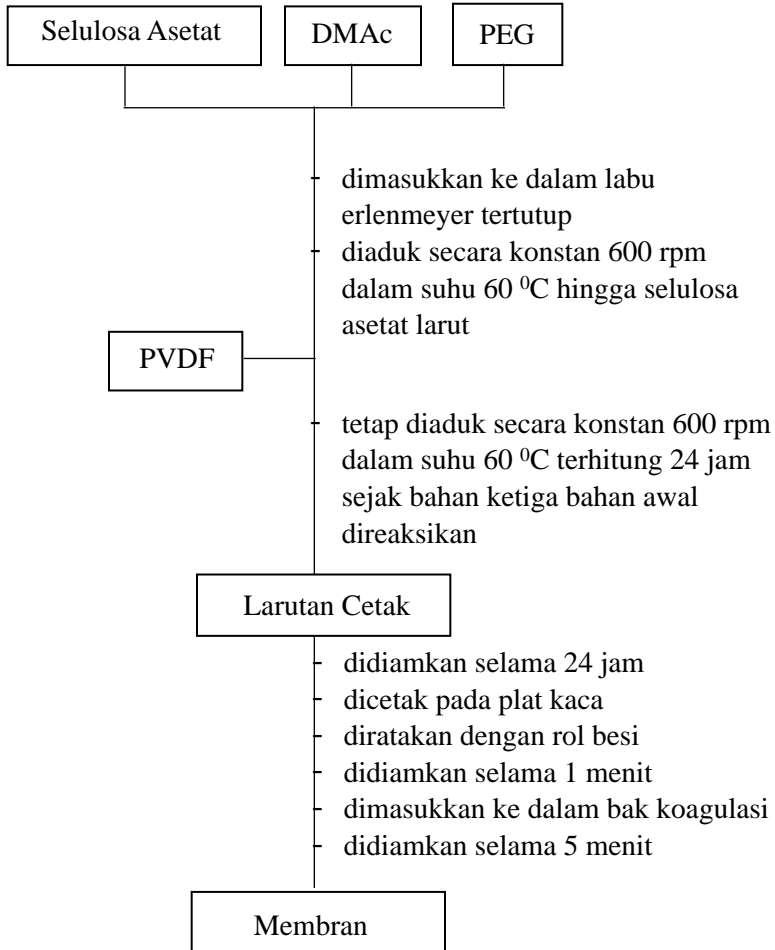 Selulosa Asetat
DMAc
PEG
- dimasukkan ke dalam labu
erlenmeyer tertutup
- diaduk secara konstan 600 rpm
dalam suhu 60 ⁰C hingga selulosa
asetat larut
PVDF
- tetap diaduk secara konstan 600 rpm
dalam suhu 60 ⁰C terhitung 24 jam
sejak bahan ketiga bahan awal
direaksikan
Larutan Cetak
- didiamkan selama 24 jam
- dicetak pada plat kaca
- diratakan dengan rol besi
- didiamkan selama 1 menit
- dimasukkan ke dalam bak koagulasi
- didiamkan selama 5 menit
Membran